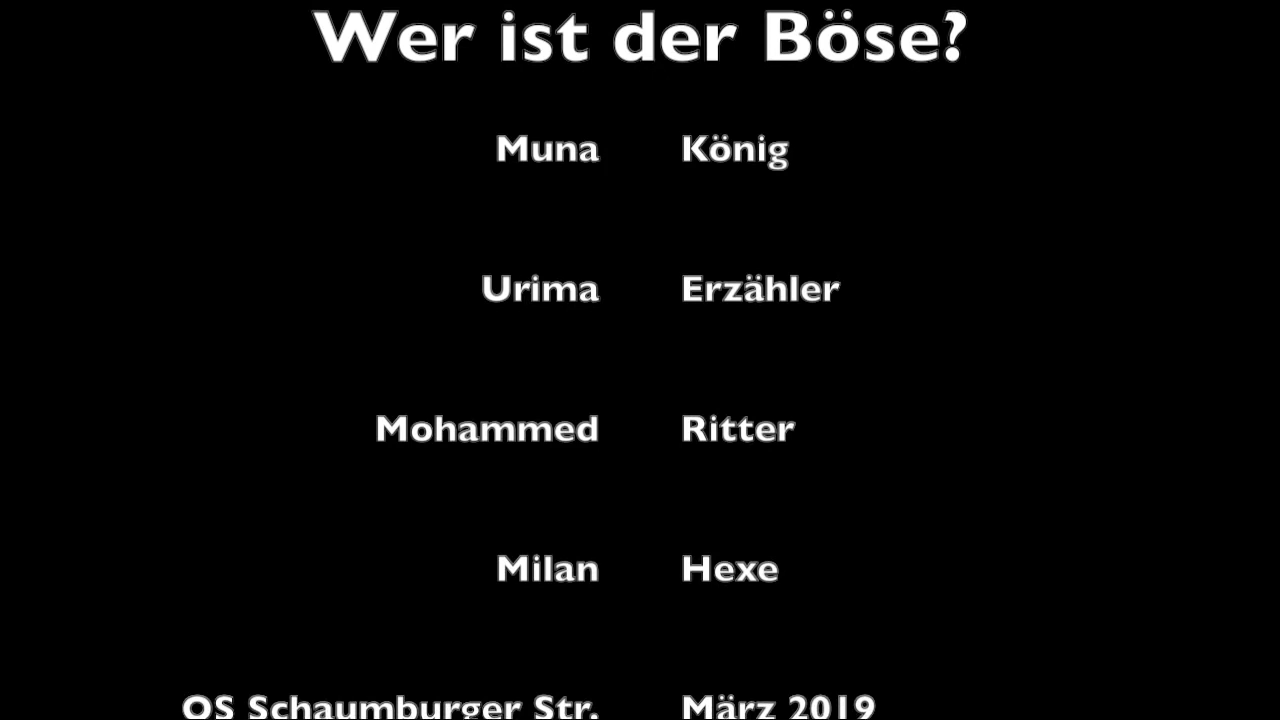 Wer ist der Böse?
Muna König
Urima Erzähler
Mohammed Ritter
Milan Hexe
OS Schaumburger Str. März 2019